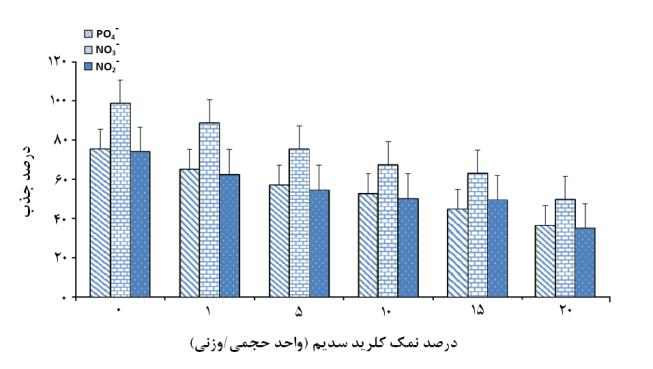 PO₄⁻
NO₃⁻
NO₂⁻
۱۲۰
۱۰۰
۸۰
۶۰
۴۰
۲۰
۰
درصد جذب
۰ ۱ ۵ ۱۰ ۱۵ ۲۰
درصد نمک کلرید سدیم (واحد حجمی/وزنی)